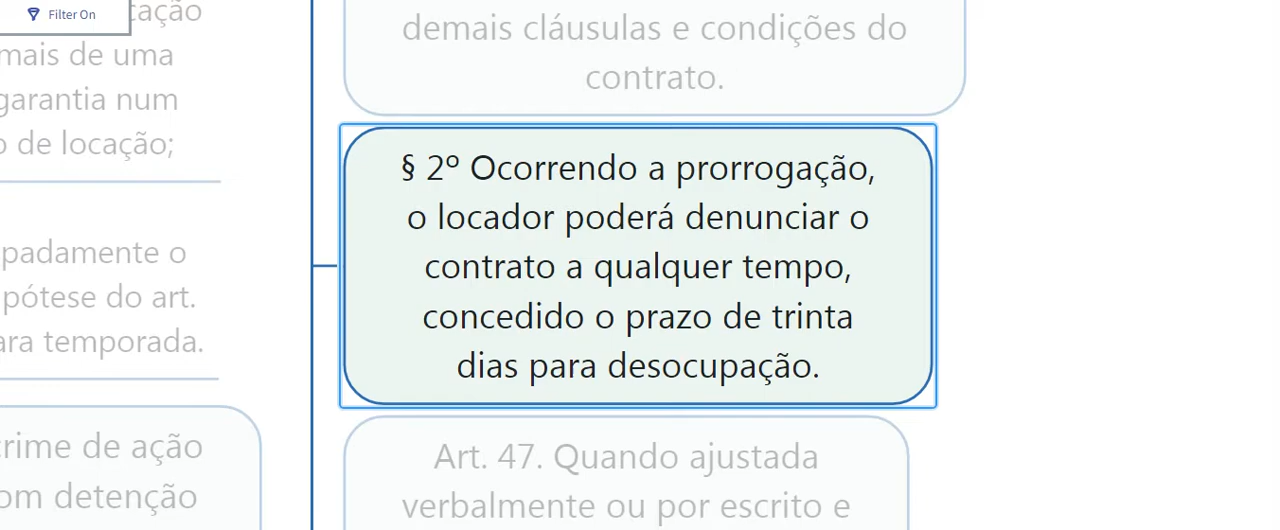 Filter On
cação
mais de uma
garantia num
o de locação;
padamente o
pótese do art.
ara temporada.
crime de ação
om detenção
demais cláusulas e condições do
contrato.
§ 2º Ocorrendo a prorrogação,
o locador poderá denunciar o
contrato a qualquer tempo,
concedido o prazo de trinta
dias para desocupação.
Art. 47. Quando ajustada
verbalmente ou por escrito e